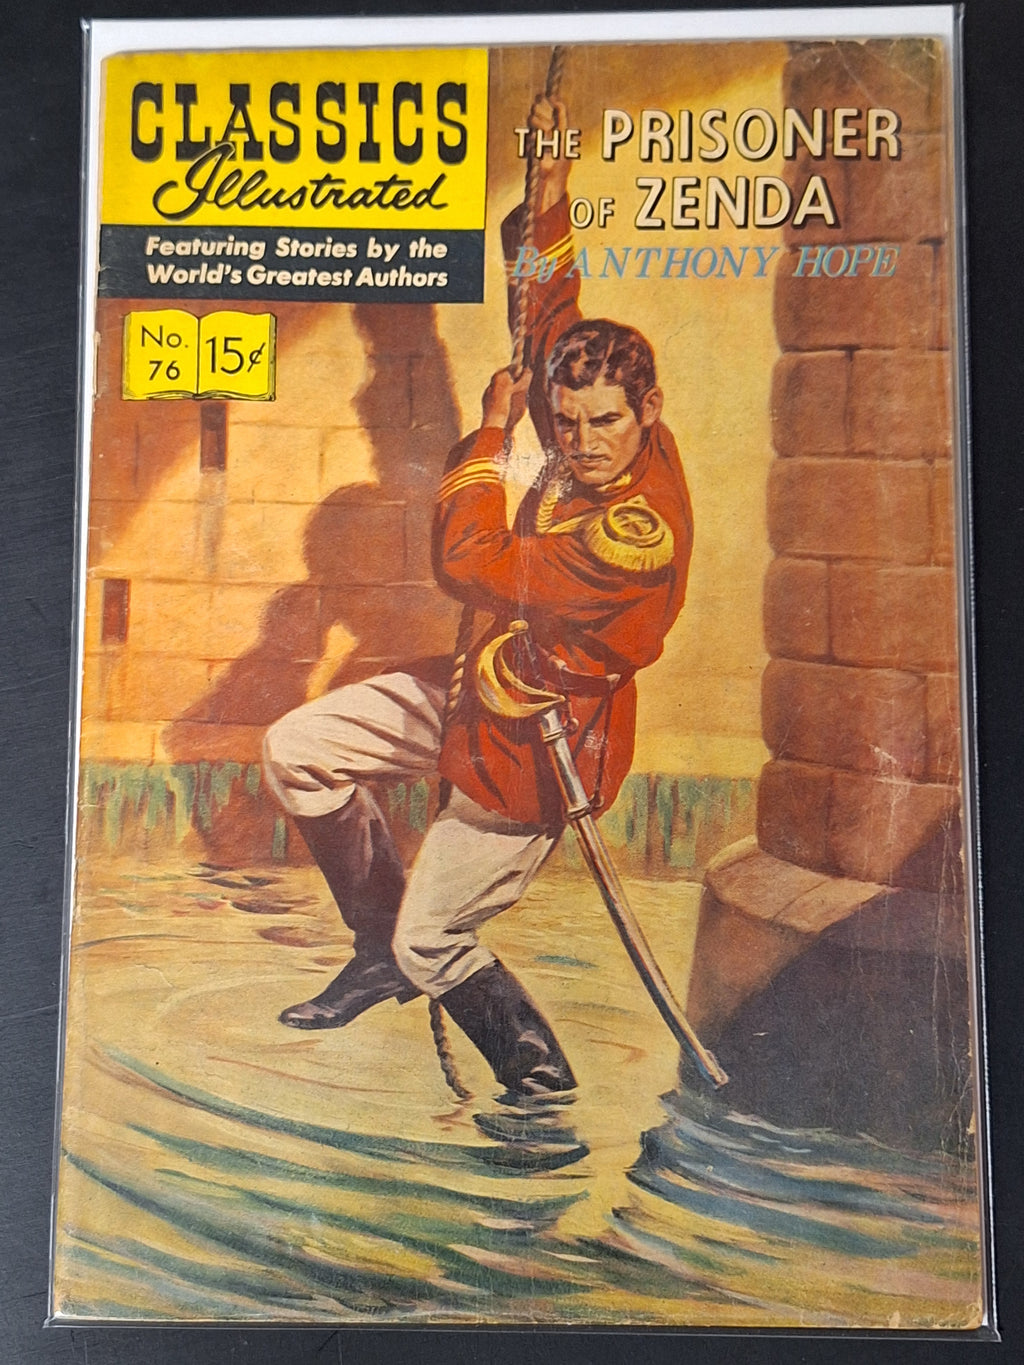 CLASSICS
Illustrated
Featuring Stories by the
World's Greatest Authors
No.
76
15¢
THE PRISONER
OF ZENDA
By ANTHONY HOPE